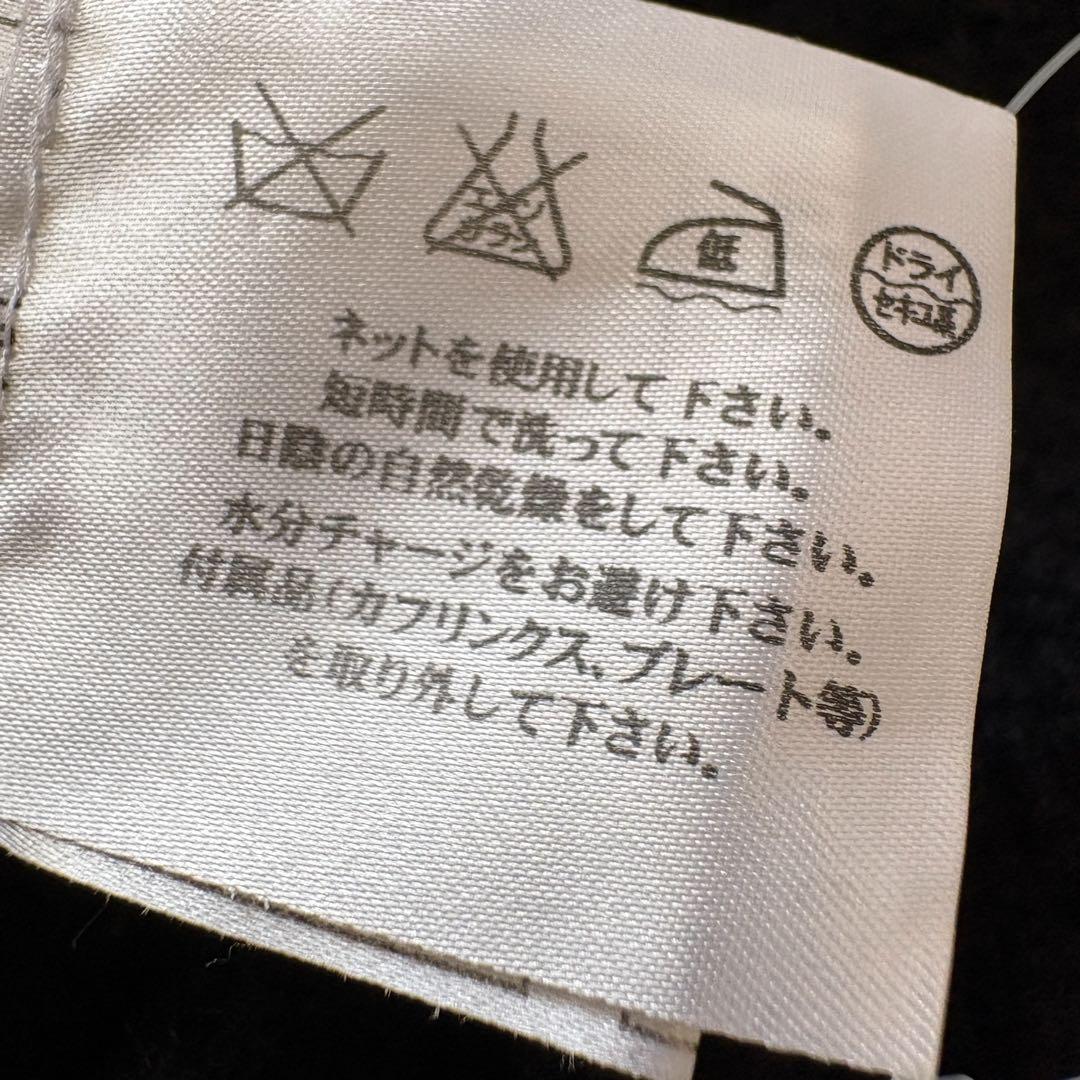 エンソ
サラシ
低
ドライ
セキユ系
ネットを使用して下さい。
短時間で洗って下さい。
日陰の自然乾燥をして下さい。
水分チャージをお避け下さい。
付属品(カフリンクス、プレート等)
を取り外して下さい。